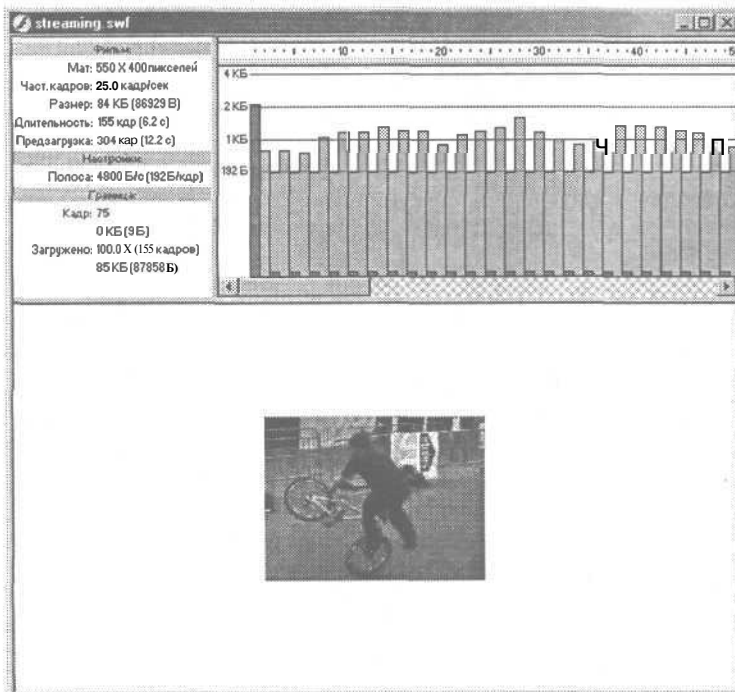 streaming.swf
Фильм:
Мат: 550 X 400пикселей
Част. кадров: 25.0 кадр/сек
Размер: 84 КБ (86929 B)
Длительность: 155 кдр (6.2 с)
Предзагрузка: 304 кар (12.2 с)
Настройки:
Полоса: 4800 Б/с (192Б/кдр)
Граница:
Кадр: 75
0 КБ (9Б)
Загружено: 100.0 X (155 кадров)
85 КБ (87858 Б)
10 20 30 40 5
4 КБ
2 КБ
1 КБ
Ч П
192 Б